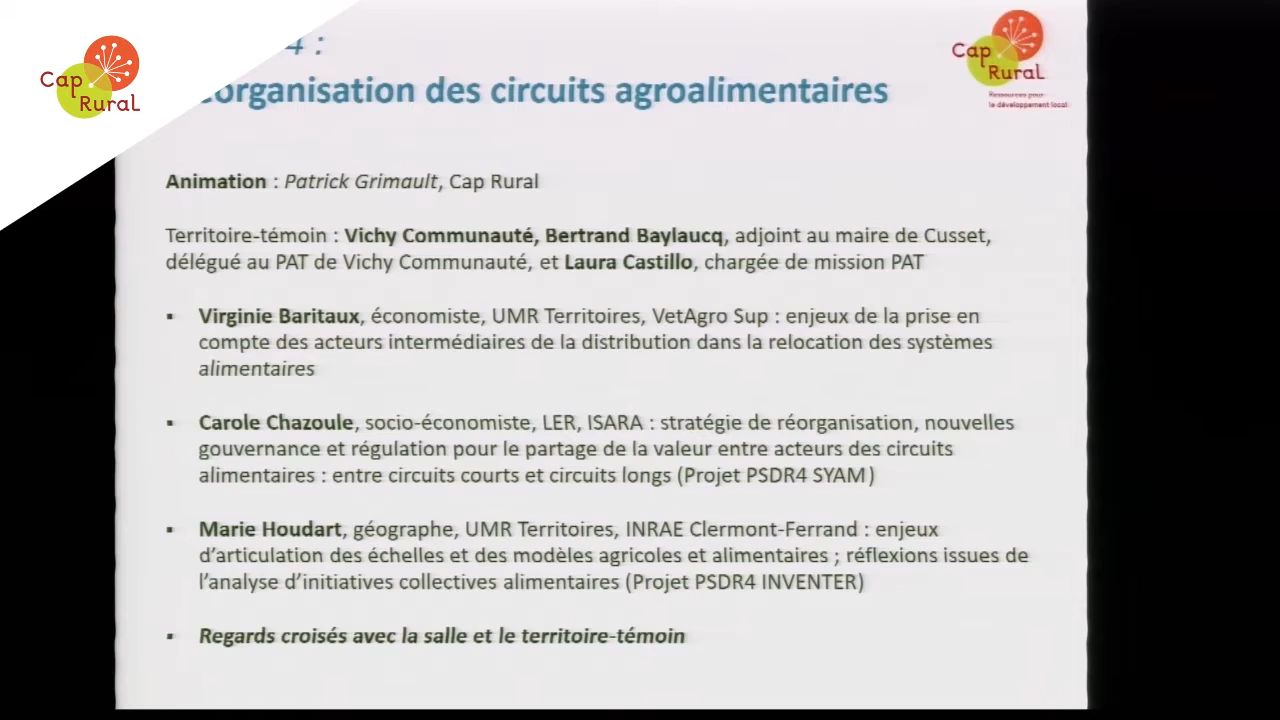 Cap
Rural
4 :
organisation des circuits agroalimentaires
Cap
Rural
Ressources pour
le développement local
Animation : Patrick Grimault, Cap Rural
Territoire-témoin : Vichy Communauté, Bertrand Baylaucq, adjoint au maire de Cusset,
délégué au PAT de Vichy Communauté, et Laura Castillo, chargée de mission PAT
▪ Virginie Baritaux, économiste, UMR Territoires, VetAgro Sup : enjeux de la prise en
compte des acteurs intermédiaires de la distribution dans la relocation des systèmes
alimentaires
▪ Carole Chazoule, socio-économiste, LER, ISARA : stratégie de réorganisation, nouvelles
gouvernance et régulation pour le partage de la valeur entre acteurs des circuits
alimentaires : entre circuits courts et circuits longs (Projet PSDR4 SYAM)
▪ Marie Houdart, géographe, UMR Territoires, INRAE Clermont-Ferrand : enjeux
d’articulation des échelles et des modèles agricoles et alimentaires ; réflexions issues de
l’analyse d’initiatives collectives alimentaires (Projet PSDR4 INVENTER)
▪ Regards croisés avec la salle et le territoire-témoin